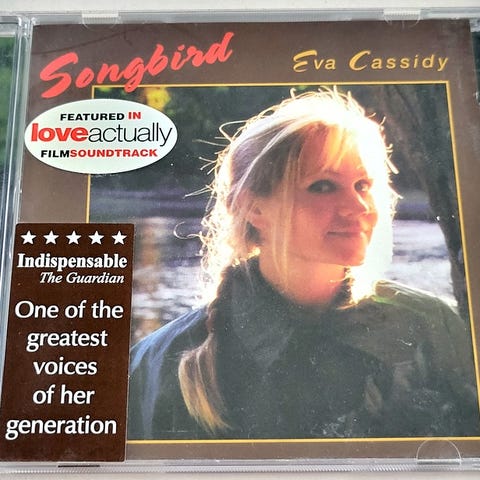 Songbird
Eva Cassidy
FEATURED IN
loveactually
FILMSOUNDTRACK
★★★★★
Indispensable
The Guardian
One of the
greatest
voices
of her
generation